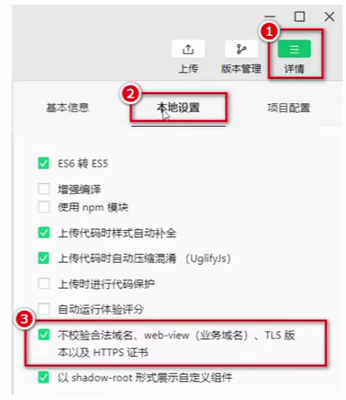 1
上传 版本管理 详情
2
基本信息 本地设置 项目配置
ES6 转 ES5
增强编译
使用 npm 模块
上传代码时样式自动补全
上传代码时自动压缩混淆 (UglifyJs)
上传时进行代码保护
自动运行体验评分
3
不校验合法域名、web-view（业务域名）、TLS 版
本以及 HTTPS 证书
以 shadow-root 形式展示自定义组件